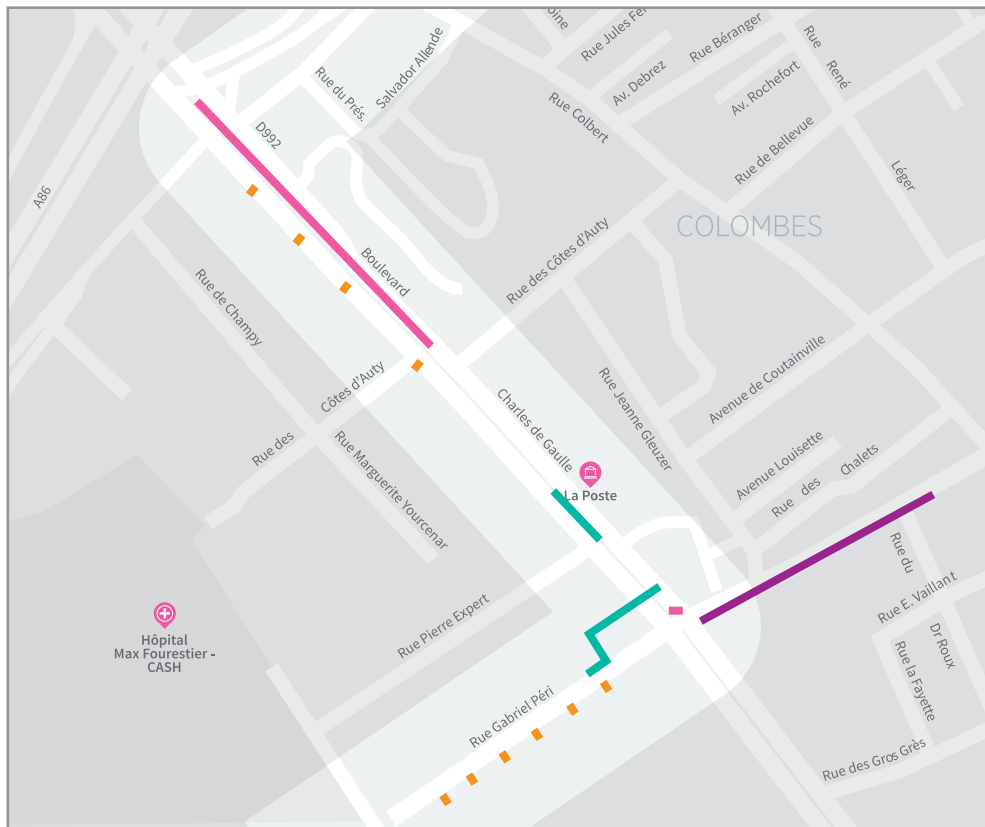 oine
Rue Jules Fer
Rue Béranger
Rue
René
Salvador Allende
Rue du Prés.
Av. Debrez
Av. Rochefort
Rue Colbert
D992
Rue de Bellevue
Léger
A86
COLOMBES
Rue des Côtes d'Auty
Boulevard
Rue de Champy
Côtes d'Auty
Rue des
Avenue de Coutainville
Rue Jeanne Gleuzer
Charles de Gaulle
Rue Marguerite Yourcenar
Avenue Louisette
Rue des Chalets
La Poste
Rue du
Dr Roux
Rue E. Vaillant
Rue la Fayette
Rue Pierre Expert
Hôpital
Max Fourestier -
CASH
Rue Gabriel Péri
Rue des Gros Grès